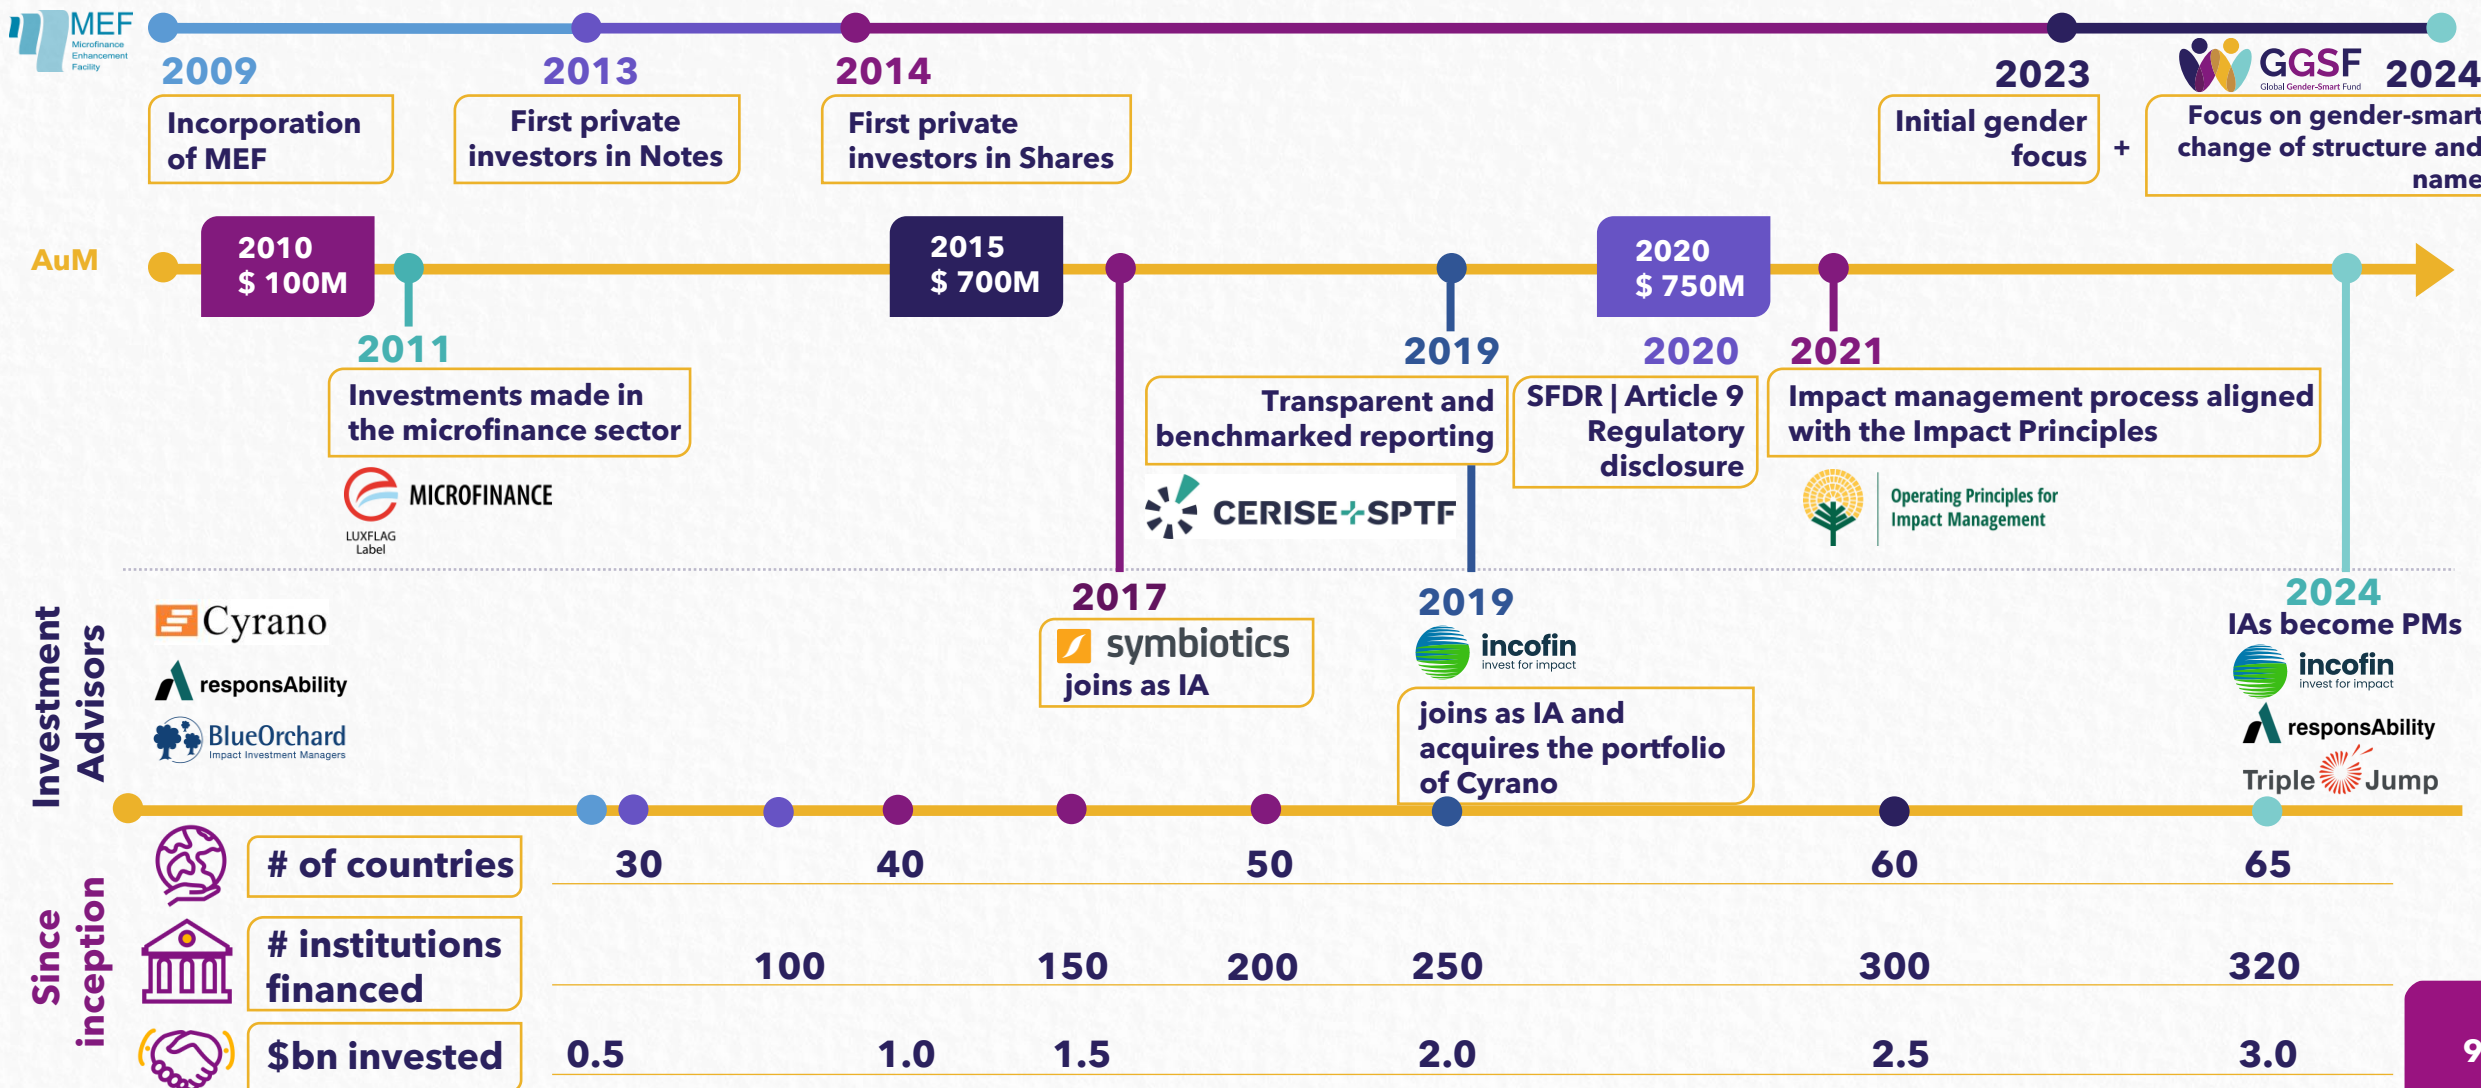 MEF
Microfinance
Enhancement
Facility
2009
Incorporation
of MEF
2013
First private
investors in Notes
2014
First private
investors in Shares
2023
Initial gender
focus
+
GGSF
Global Gender-Smart Fund
2024
Focus on gender-smart
change of structure and
name
AuM
2010
$ 100M
2015
$ 700M
2020
$ 750M
2011
Investments made in
the microfinance sector
LUXFLAG
Label
MICROFINANCE
2019
Transparent and
benchmarked reporting
CERISE+SPTF
2020
SFDR | Article 9
Regulatory
disclosure
2021
Impact management process aligned
with the Impact Principles
Operating Principles for
Impact Management
Investment
Advisors
Cyrano
responsAbility
BlueOrchard
Impact Investment Managers
2017
symbiotics
joins as IA
2019
incofin
invest for impact
joins as IA and
acquires the portfolio
of Cyrano
2024
IAs become PMs
incofin
invest for impact
responsAbility
Triple Jump
Since
inception
# of countries
30 40 50 60 65
# institutions
financed
100 150 200 250 300 320
$bn invested
0.5 1.0 1.5 2.0 2.5 3.0
9